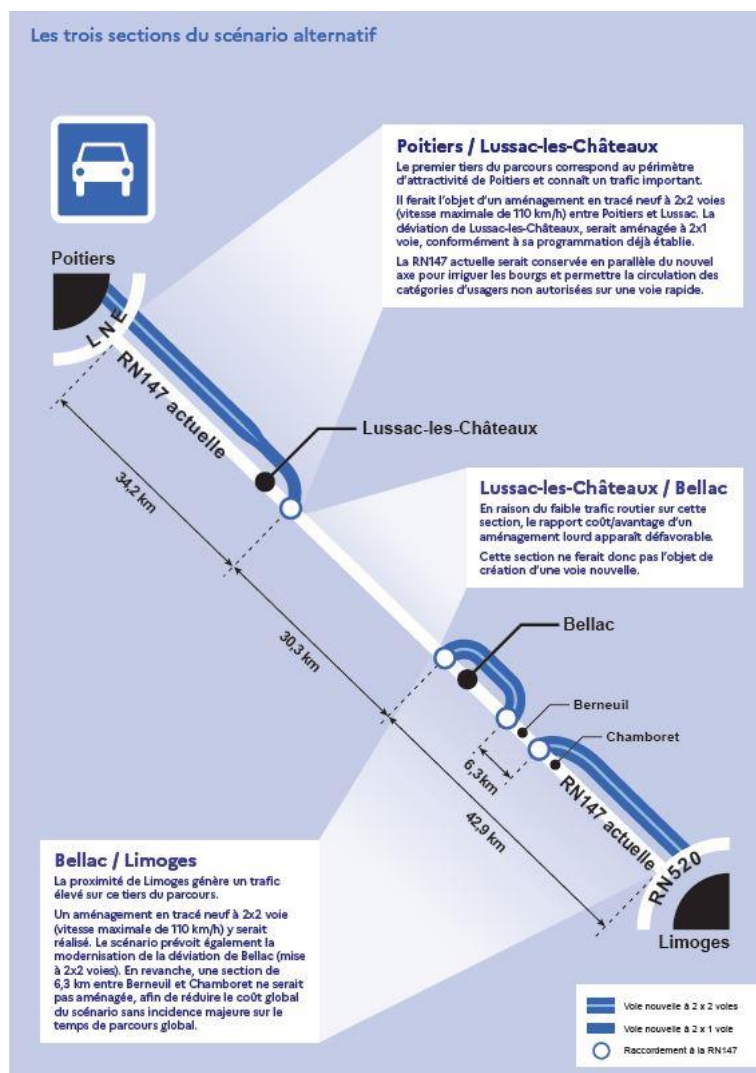 Les trois sections du scénario alternatif
Poitiers / Lussac-les-Châteaux
Le premier tiers du parcours correspond au périmètre
d'attractivité de Poitiers et connaît un trafic important.
Il ferait l'objet d'un aménagement en tracé neuf à 2x2 voies
(vitesse maximale de 110 km/h) entre Poitiers et Lussac. La
déviation de Lussac-les-Châteaux, serait aménagée à 2x1
voie, conformément à sa programmation déjà établie.
La RN147 actuelle serait conservée en parallèle du nouvel
axe pour irriguer les bourgs et permettre la circulation des
catégories d'usagers non autorisées sur une voie rapide.
Poitiers
LNE
RN147 actuelle
Lussac-les-Châteaux
34,2 km
Lussac-les-Châteaux / Bellac
En raison du faible trafic routier sur cette
section, le rapport coût/avantage d'un
aménagement lourd apparaît défavorable.
Cette section ne ferait donc pas l'objet de
création d'une voie nouvelle.
30,3 km
Bellac
Berneuil
Chamboret
6,3km
42,9 km
RN147 actuelle
RN520
Limoges
Bellac / Limoges
La proximité de Limoges génère un trafic
élevé sur ce tiers du parcours.
Un aménagement en tracé neuf à 2x2 voie
(vitesse maximale de 110 km/h) y serait
réalisé. Le scénario prévoit également la
modernisation de la déviation de Bellac (mise
à 2x2 voies). En revanche, une section de
6,3 km entre Berneuil et Chamboret ne serait
pas aménagée, afin de réduire le coût global
du scénario sans incidence majeure sur le
temps de parcours global.
Voie nouvelle à 2 x 2 voies
Voie nouvelle à 2 x 1 voie
Raccordement à la RN147